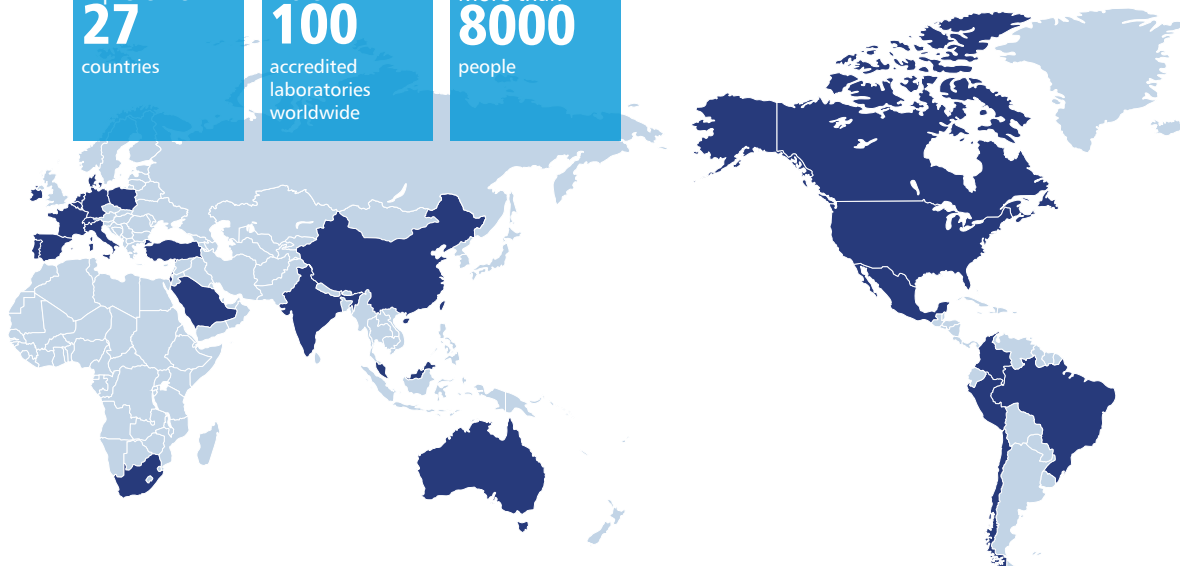 27
countries
100
accredited
laboratories
worldwide
8000
people